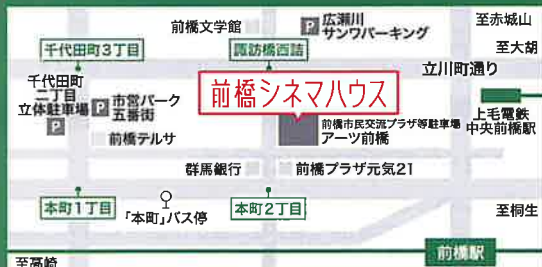 前橋文学館
P 広瀬川
サンワパーキング
至赤城山
千代田町3丁目
諏訪橋西詰
至大胡
立川町通り
千代田町
二丁目
立体駐車場
P
P 市営パーク
五番街
前橋シネマハウス
前橋テルサ
前橋市民交流プラザ等駐車場
アーツ前橋
上毛電鉄
中央前橋駅
群馬銀行
前橋プラザ元気21
本町1丁目
「本町」バス停
本町2丁目
至桐生
前橋駅
至高崎